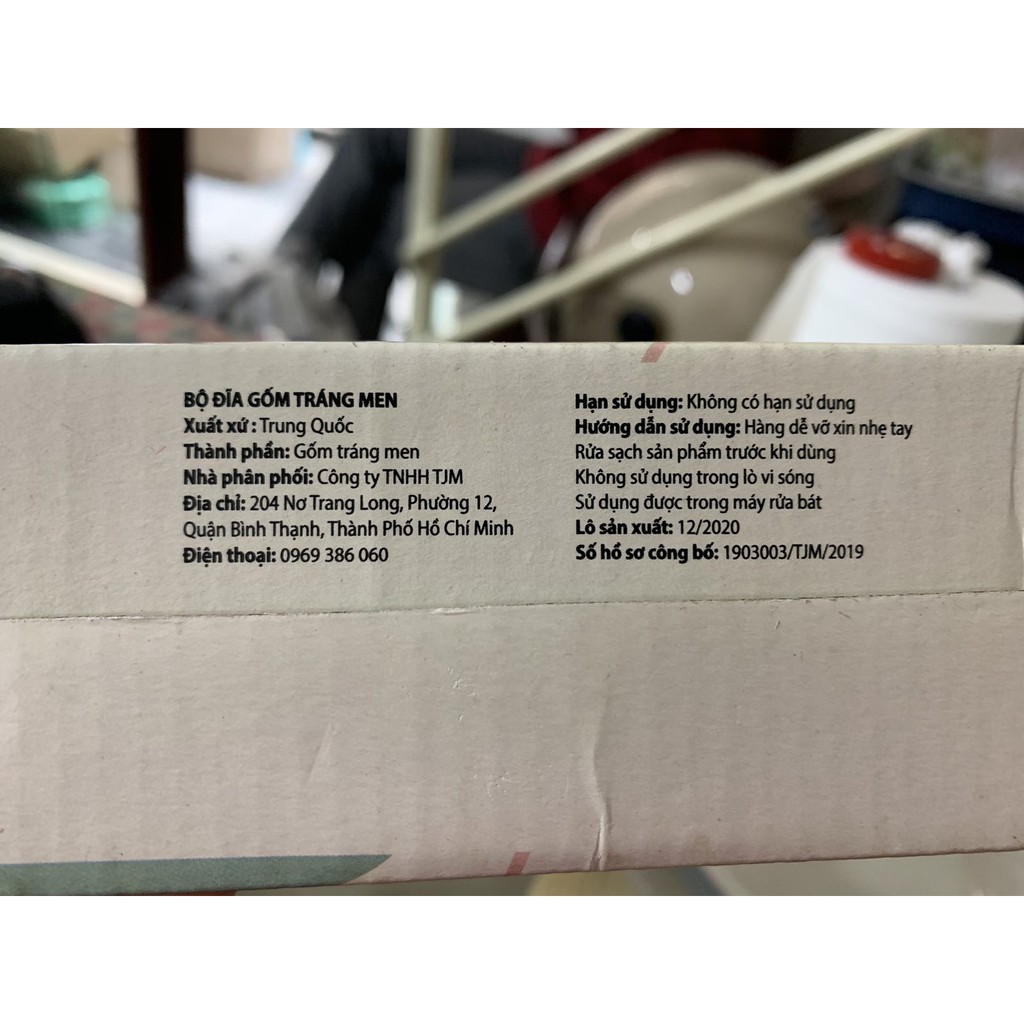 BỘ ĐĨA GỐM TRÁNG MEN
Xuất xứ : Trung Quốc
Thành phần: Gốm tráng men
Nhà phân phối: Công ty TNHH TJM
Địa chỉ: 204 Nơ Trang Long, Phường 12,
Quận Bình Thạnh, Thành Phố Hồ Chí Minh
Điện thoại: 0969 386 060
Hạn sử dụng: Không có hạn sử dụng
Hướng dẫn sử dụng: Hàng dễ vỡ xin nhẹ tay
Rửa sạch sản phẩm trước khi dùng
Không sử dụng trong lò vi sóng
Sử dụng được trong máy rửa bát
Lô sản xuất: 12/2020
Số hồ sơ công bố: 1903003/TJM/2019